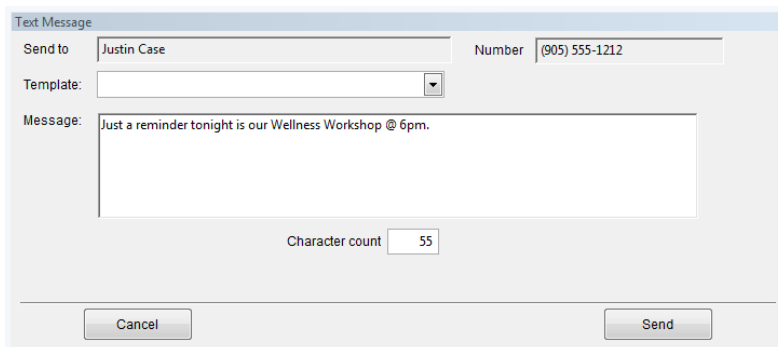 Text Message
Send to Justin Case Number (905) 555-1212
Template:
Message: Just a reminder tonight is our Wellness Workshop @ 6pm.
Character count 55
Cancel Send